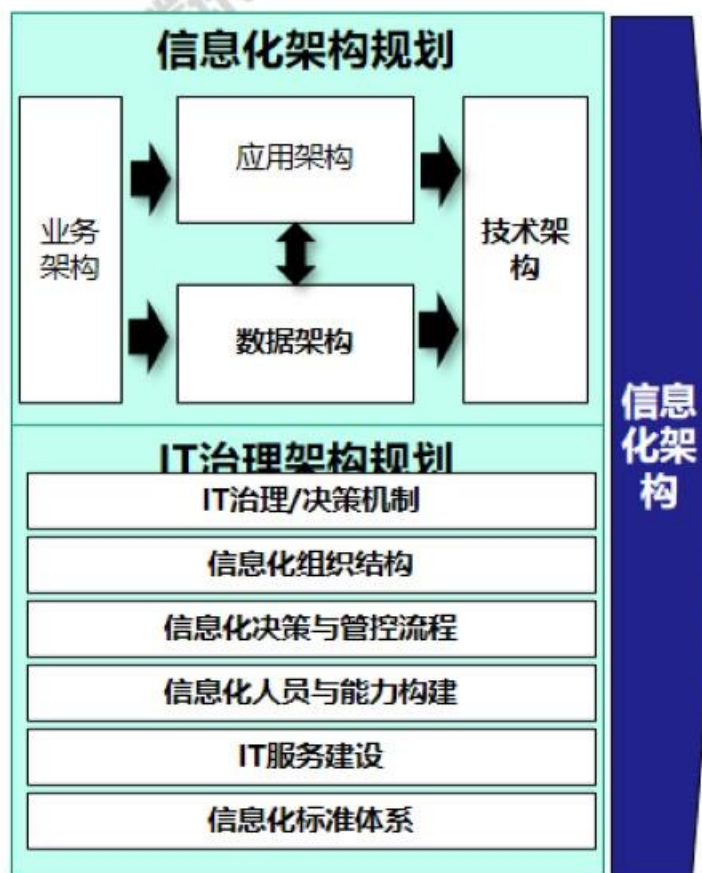 信息化架构规划
业务
架构
应用架构
数据架构
技术架
构
IT治理架构规划
IT治理/决策机制
信息化组织结构
信息化决策与管控流程
信息化人员与能力构建
IT服务建设
信息化标准体系
信息
化架
构